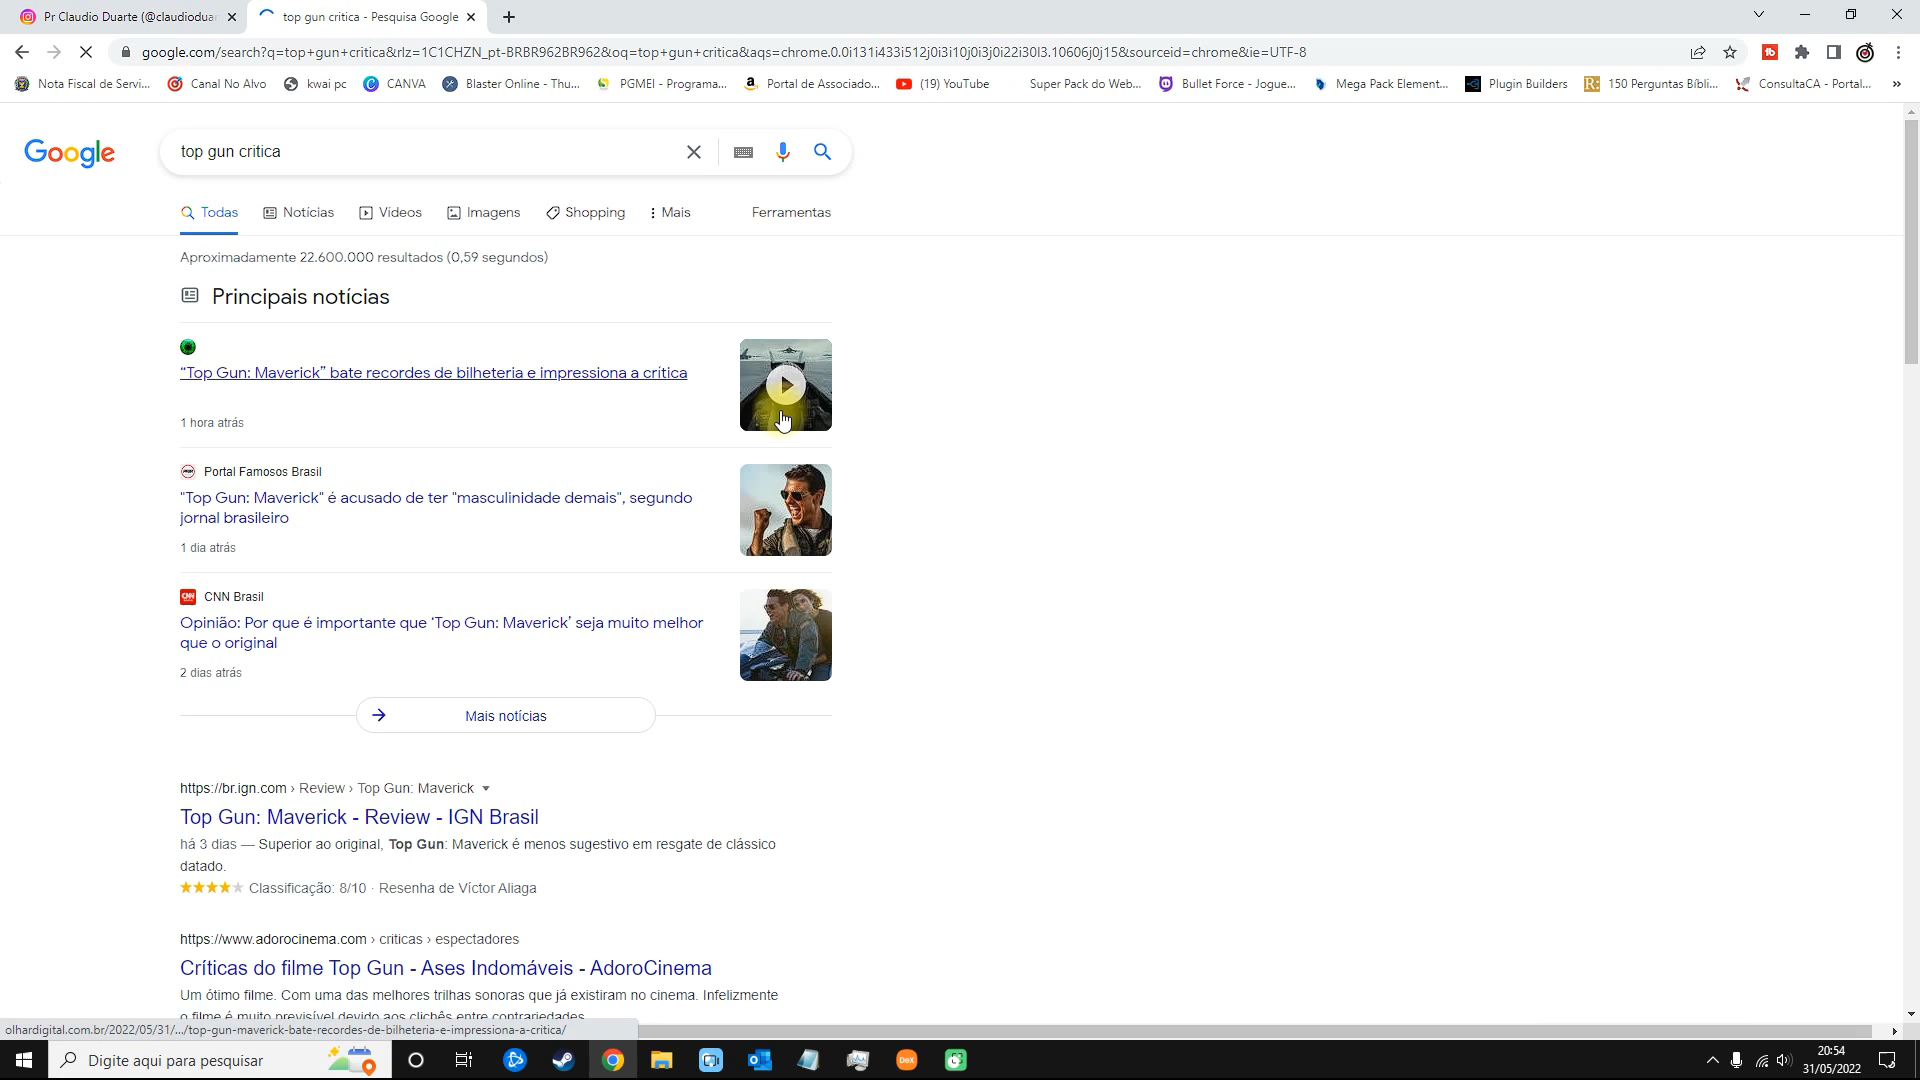 Pr Claudio Duarte (@claudioduar
top gun critica - Pesquisa Google
google.com/search?q=top+gun+critica&rlz=1C1CHZN_pt-BRBR962BR962&oq=top+gun+critica&aqs=chrome.0.0i131i433i512j0i3i10j0i3j0i22i30l3.10606j0j15&sourceid=chrome&ie=UTF-8
Nota Fiscal de Servi...
Canal No Alvo
kwai pc
CANVA
Blaster Online - Thu...
PGMEI - Programa...
Portal de Associado...
(19) YouTube
Super Pack do Web...
Bullet Force - Jogue...
Mega Pack Element...
Plugin Builders
150 Perguntas Bíbli...
ConsultaCA - Portal...
»
Google
top gun critica
Todas
Notícias
Vídeos
Imagens
Shopping
Mais
Ferramentas
Aproximadamente 22.600.000 resultados (0,59 segundos)
Principais notícias
“Top Gun: Maverick” bate recordes de bilheteria e impressiona a crítica
1 hora atrás
Portal Famosos Brasil
"Top Gun: Maverick" é acusado de ter "masculinidade demais", segundo
jornal brasileiro
1 dia atrás
CNN Brasil
Opinião: Por que é importante que ‘Top Gun: Maverick’ seja muito melhor
que o original
2 dias atrás
Mais notícias
https://br.ign.com › Review › Top Gun: Maverick
Top Gun: Maverick - Review - IGN Brasil
há 3 dias — Superior ao original, Top Gun: Maverick é menos sugestivo em resgate de clássico
datado.
Classificação: 8/10 · Resenha de Víctor Aliaga
https://www.adorocinema.com › criticas › espectadores
Críticas do filme Top Gun - Ases Indomáveis - AdoroCinema
Um ótimo filme. Com uma das melhores trilhas sonoras que já existiram no cinema. Infelizmente
o filme é muito previsível devido aos clichês entre contrariedades
olhardigital.com.br/2022/05/31/.../top-gun-maverick-bate-recordes-de-bilheteria-e-impressiona-a-critica/
Digite aqui para pesquisar
DeX
20:54
31/05/2022